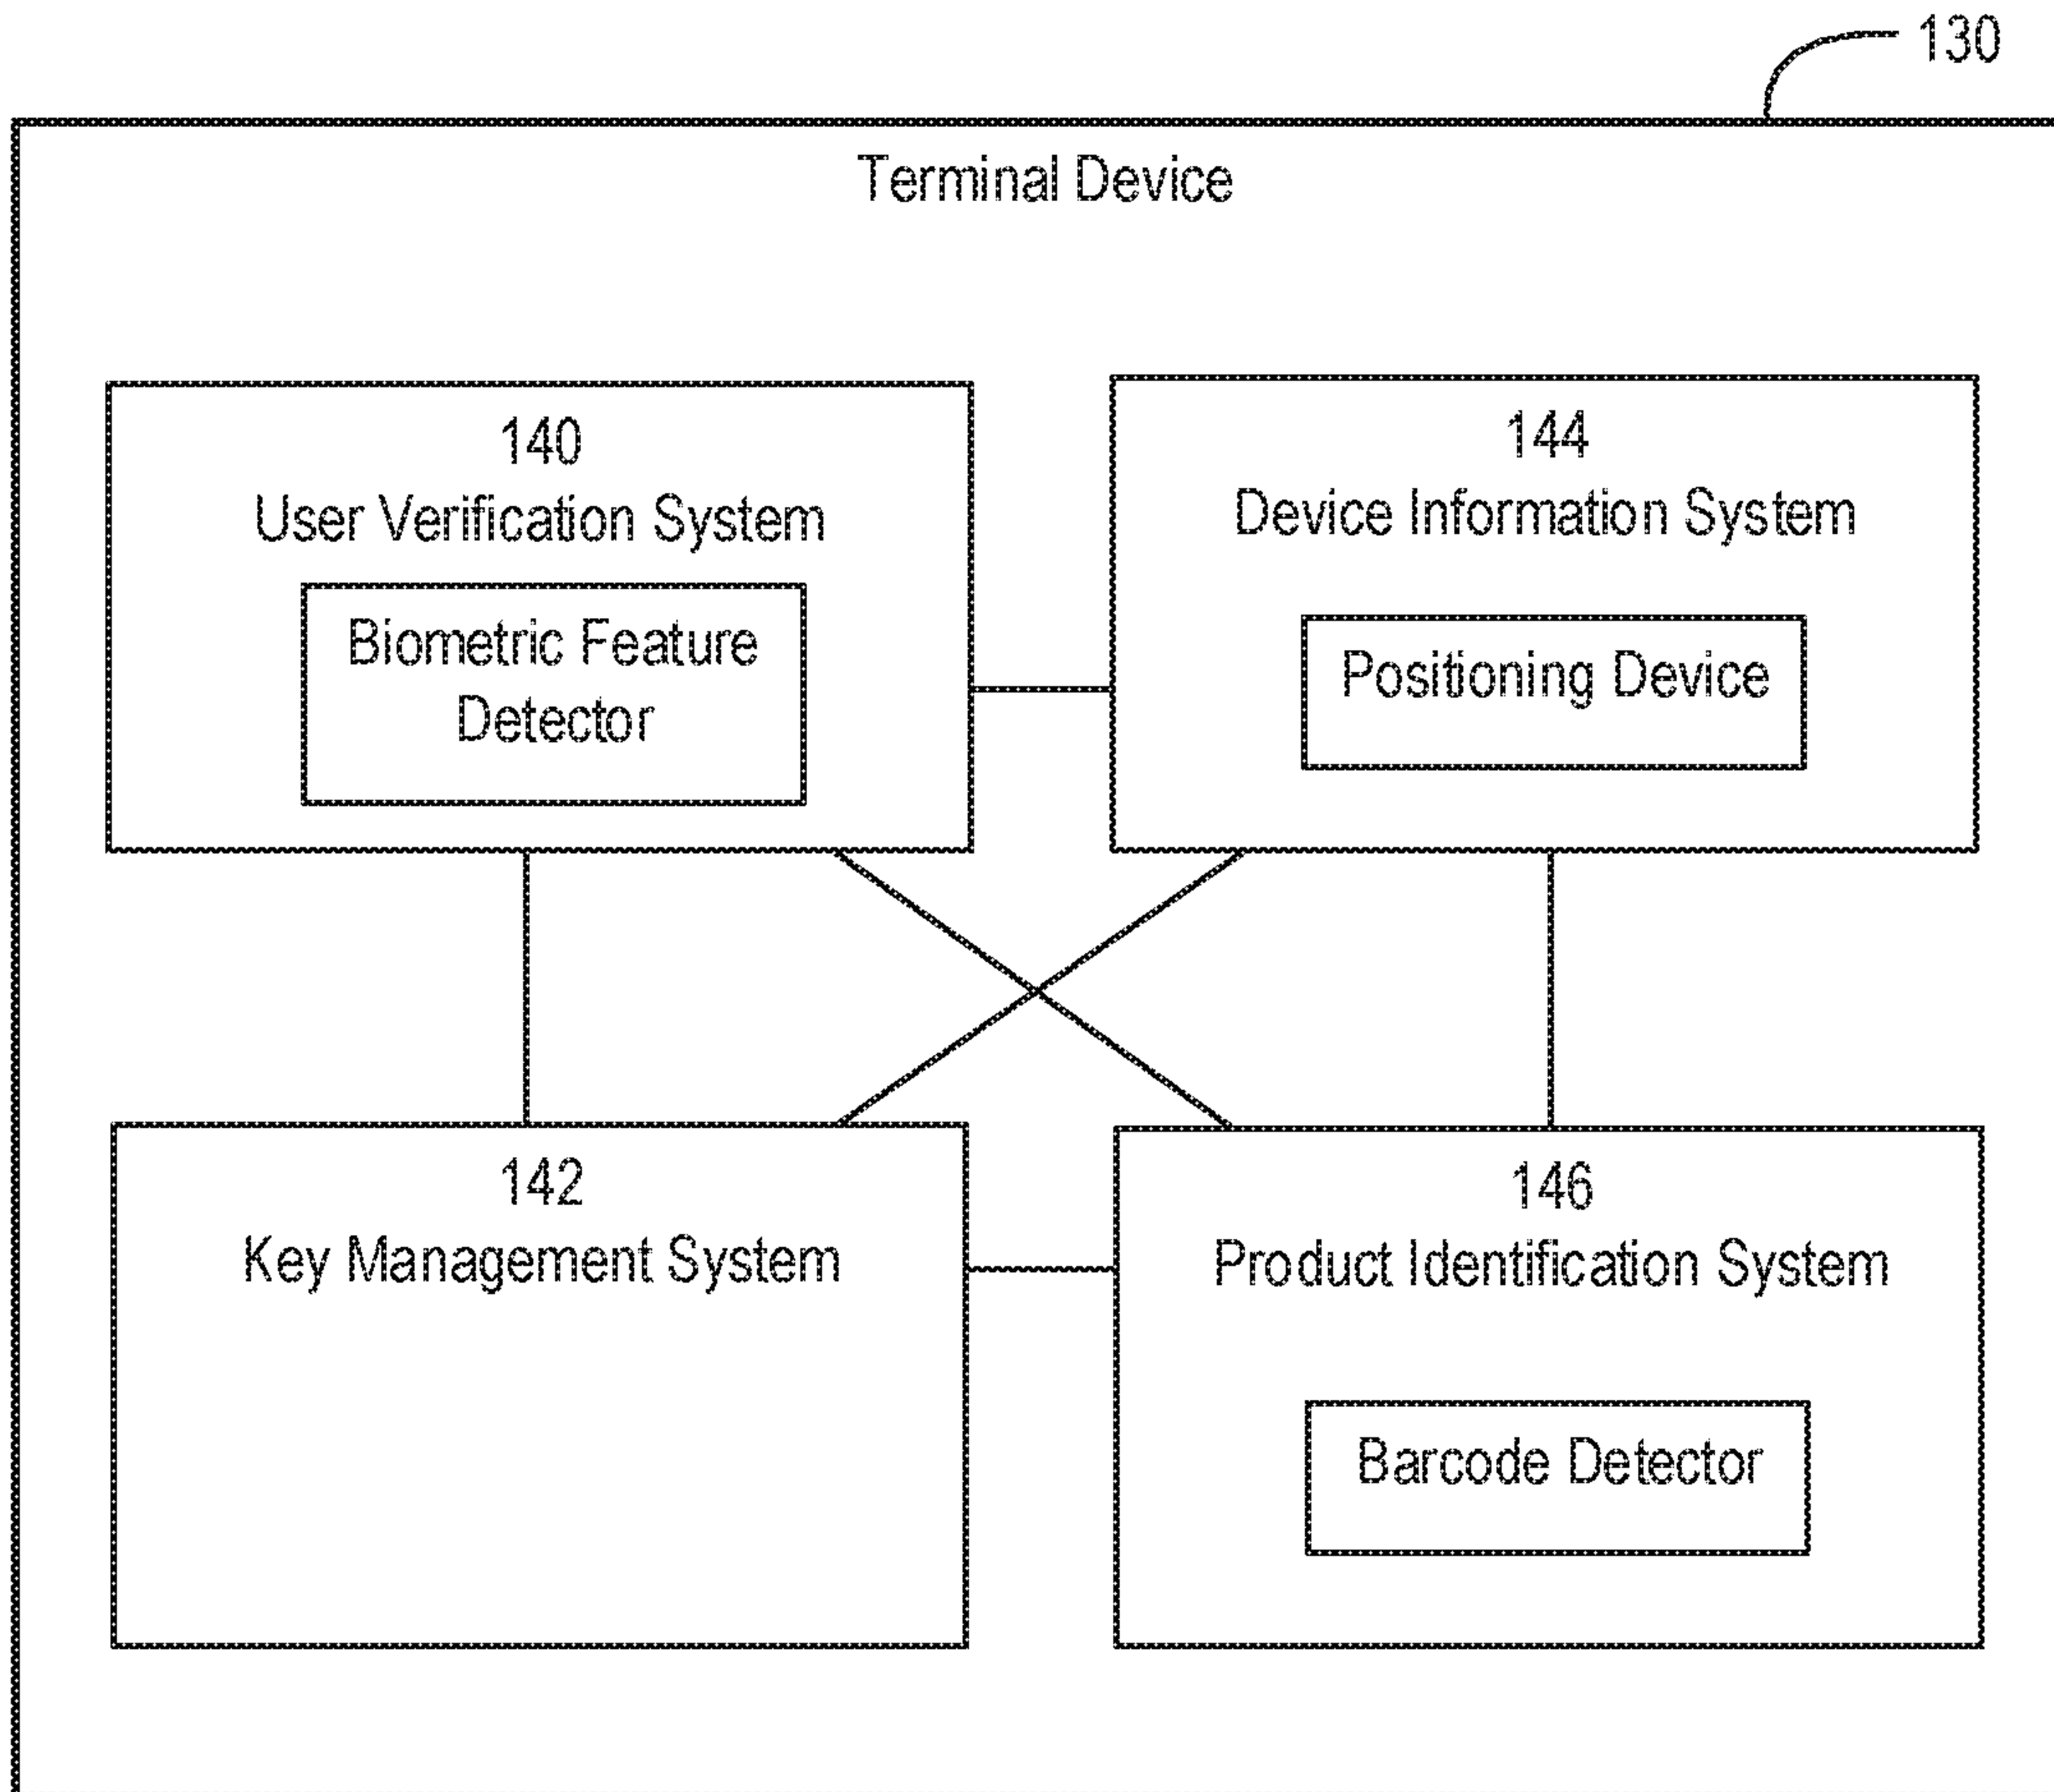 130
Terminal Device
140
User Verification System
Biometric Feature
Detector
144
Device Information System
Positioning Device
142
Key Management System
146
Product Identification System
Barcode Detector